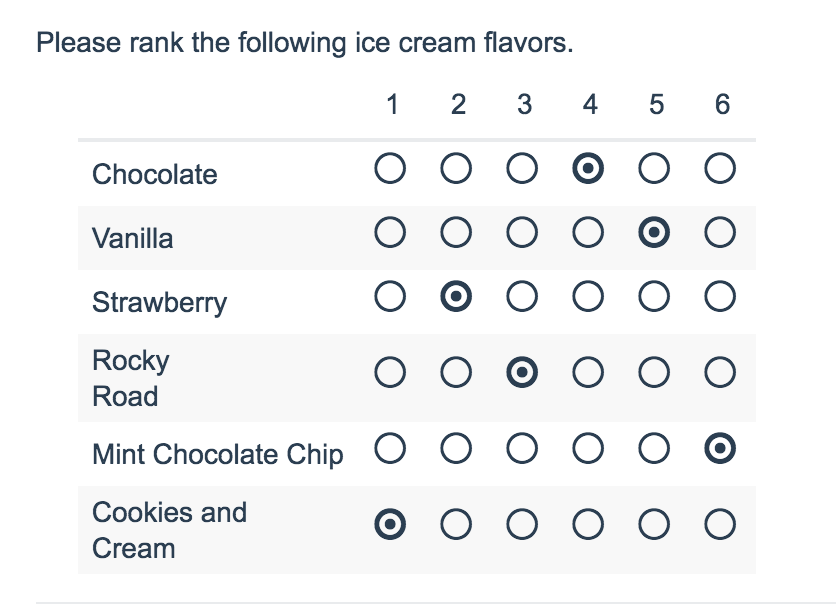 Please rank the following ice cream flavors.
1 2 3 4 5 6
Chocolate
Vanilla
Strawberry
Rocky
Road
Mint Chocolate Chip
Cookies and
Cream